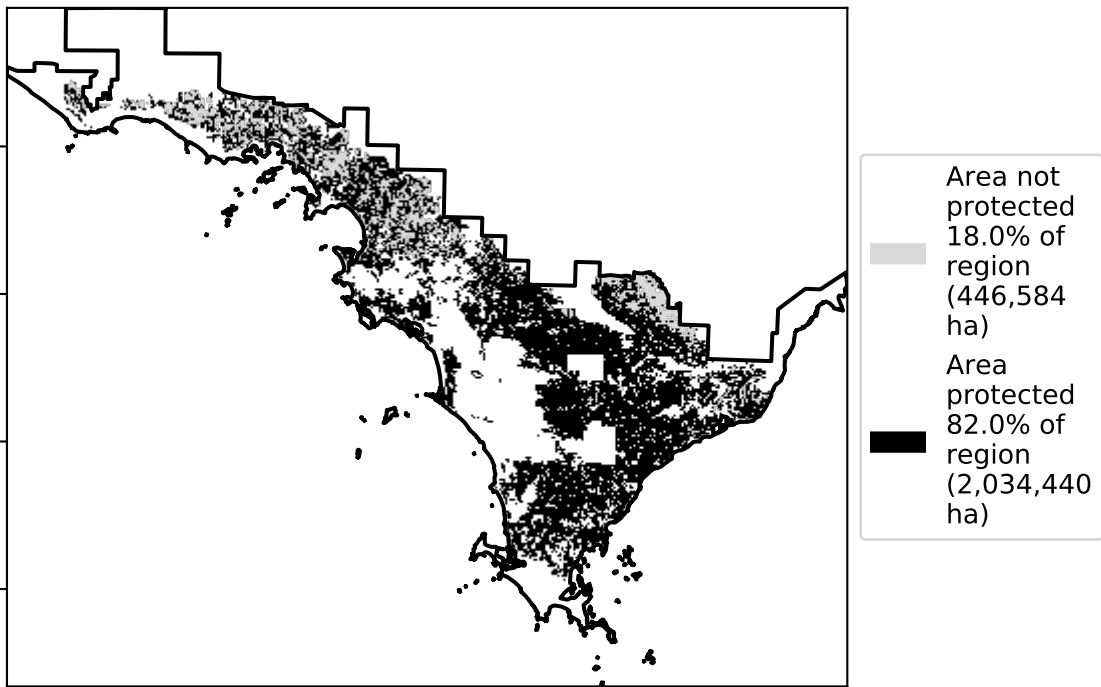 Area not
protected
18.0% of
region
(446,584
ha)
Area
protected
82.0% of
region
(2,034,440
ha)